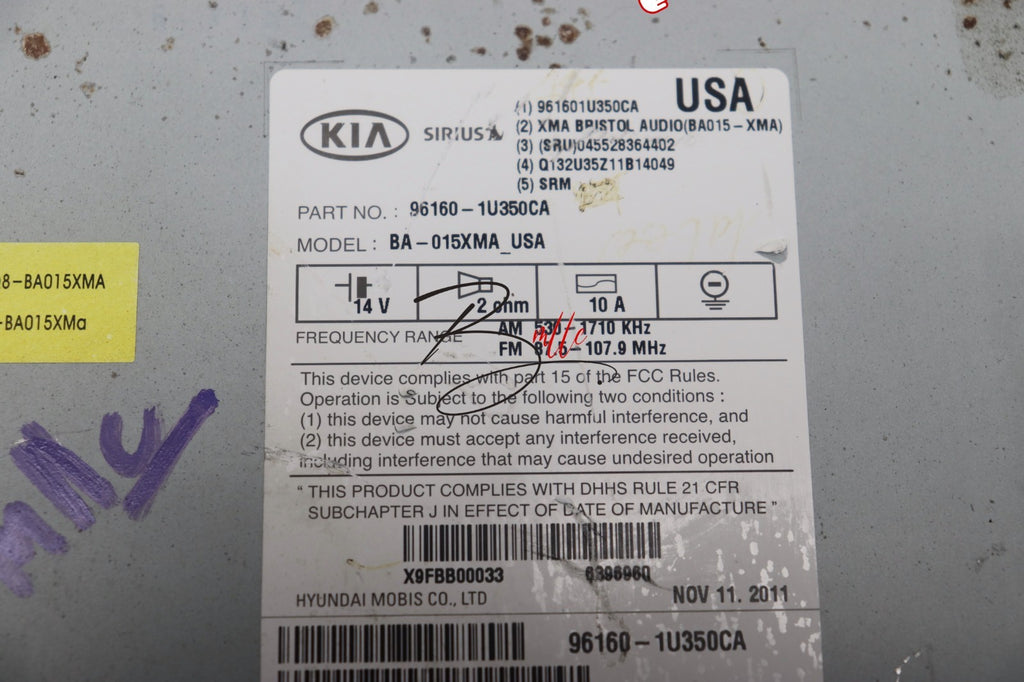 USA
KIA SIRIUS
(1) 961601U350CA
(2) XMA BRISTOL AUDIO(BA015-XMA)
(3) (SRU)045528364402
(4) Q132U35Z11B14049
(5) SRM
PART NO. : 96160-1U350CA
MODEL : BA-015XMA_USA
14 V 2 ohm 10 A
FREQUENCY RANGE AM 530-1710 KHz
FM 87.5-107.9 MHz
This device complies with part 15 of the FCC Rules.
Operation is Subject to the following two conditions :
(1) this device may not cause harmful interference, and
(2) this device must accept any interference received,
including interference that may cause undesired operation
“ THIS PRODUCT COMPLIES WITH DHHS RULE 21 CFR
SUBCHAPTER J IN EFFECT OF DATE OF MANUFACTURE ”
X9FBB00033 6396960
HYUNDAI MOBIS CO., LTD NOV 11. 2011
96160-1U350CA
8-BA015XMA
-BA015XMa